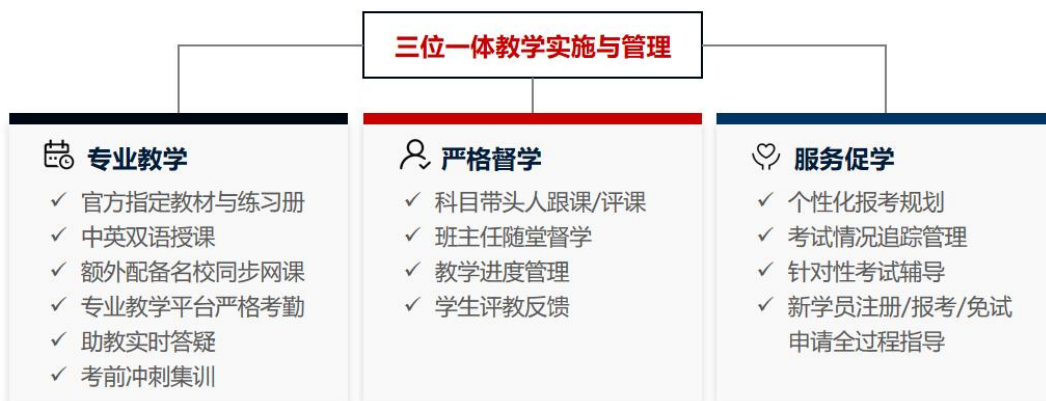 三位一体教学实施与管理
专业教学
官方指定教材与练习册
中英双语授课
额外配备名校同步网课
专业教学平台严格考勤
助教实时答疑
考前冲刺集训
严格督学
科目带头人跟课/评课
班主任随堂督学
教学进度管理
学生评教反馈
服务促学
个性化报考规划
考试情况追踪管理
针对性考试辅导
新学员注册/报考/免试
申请全过程指导